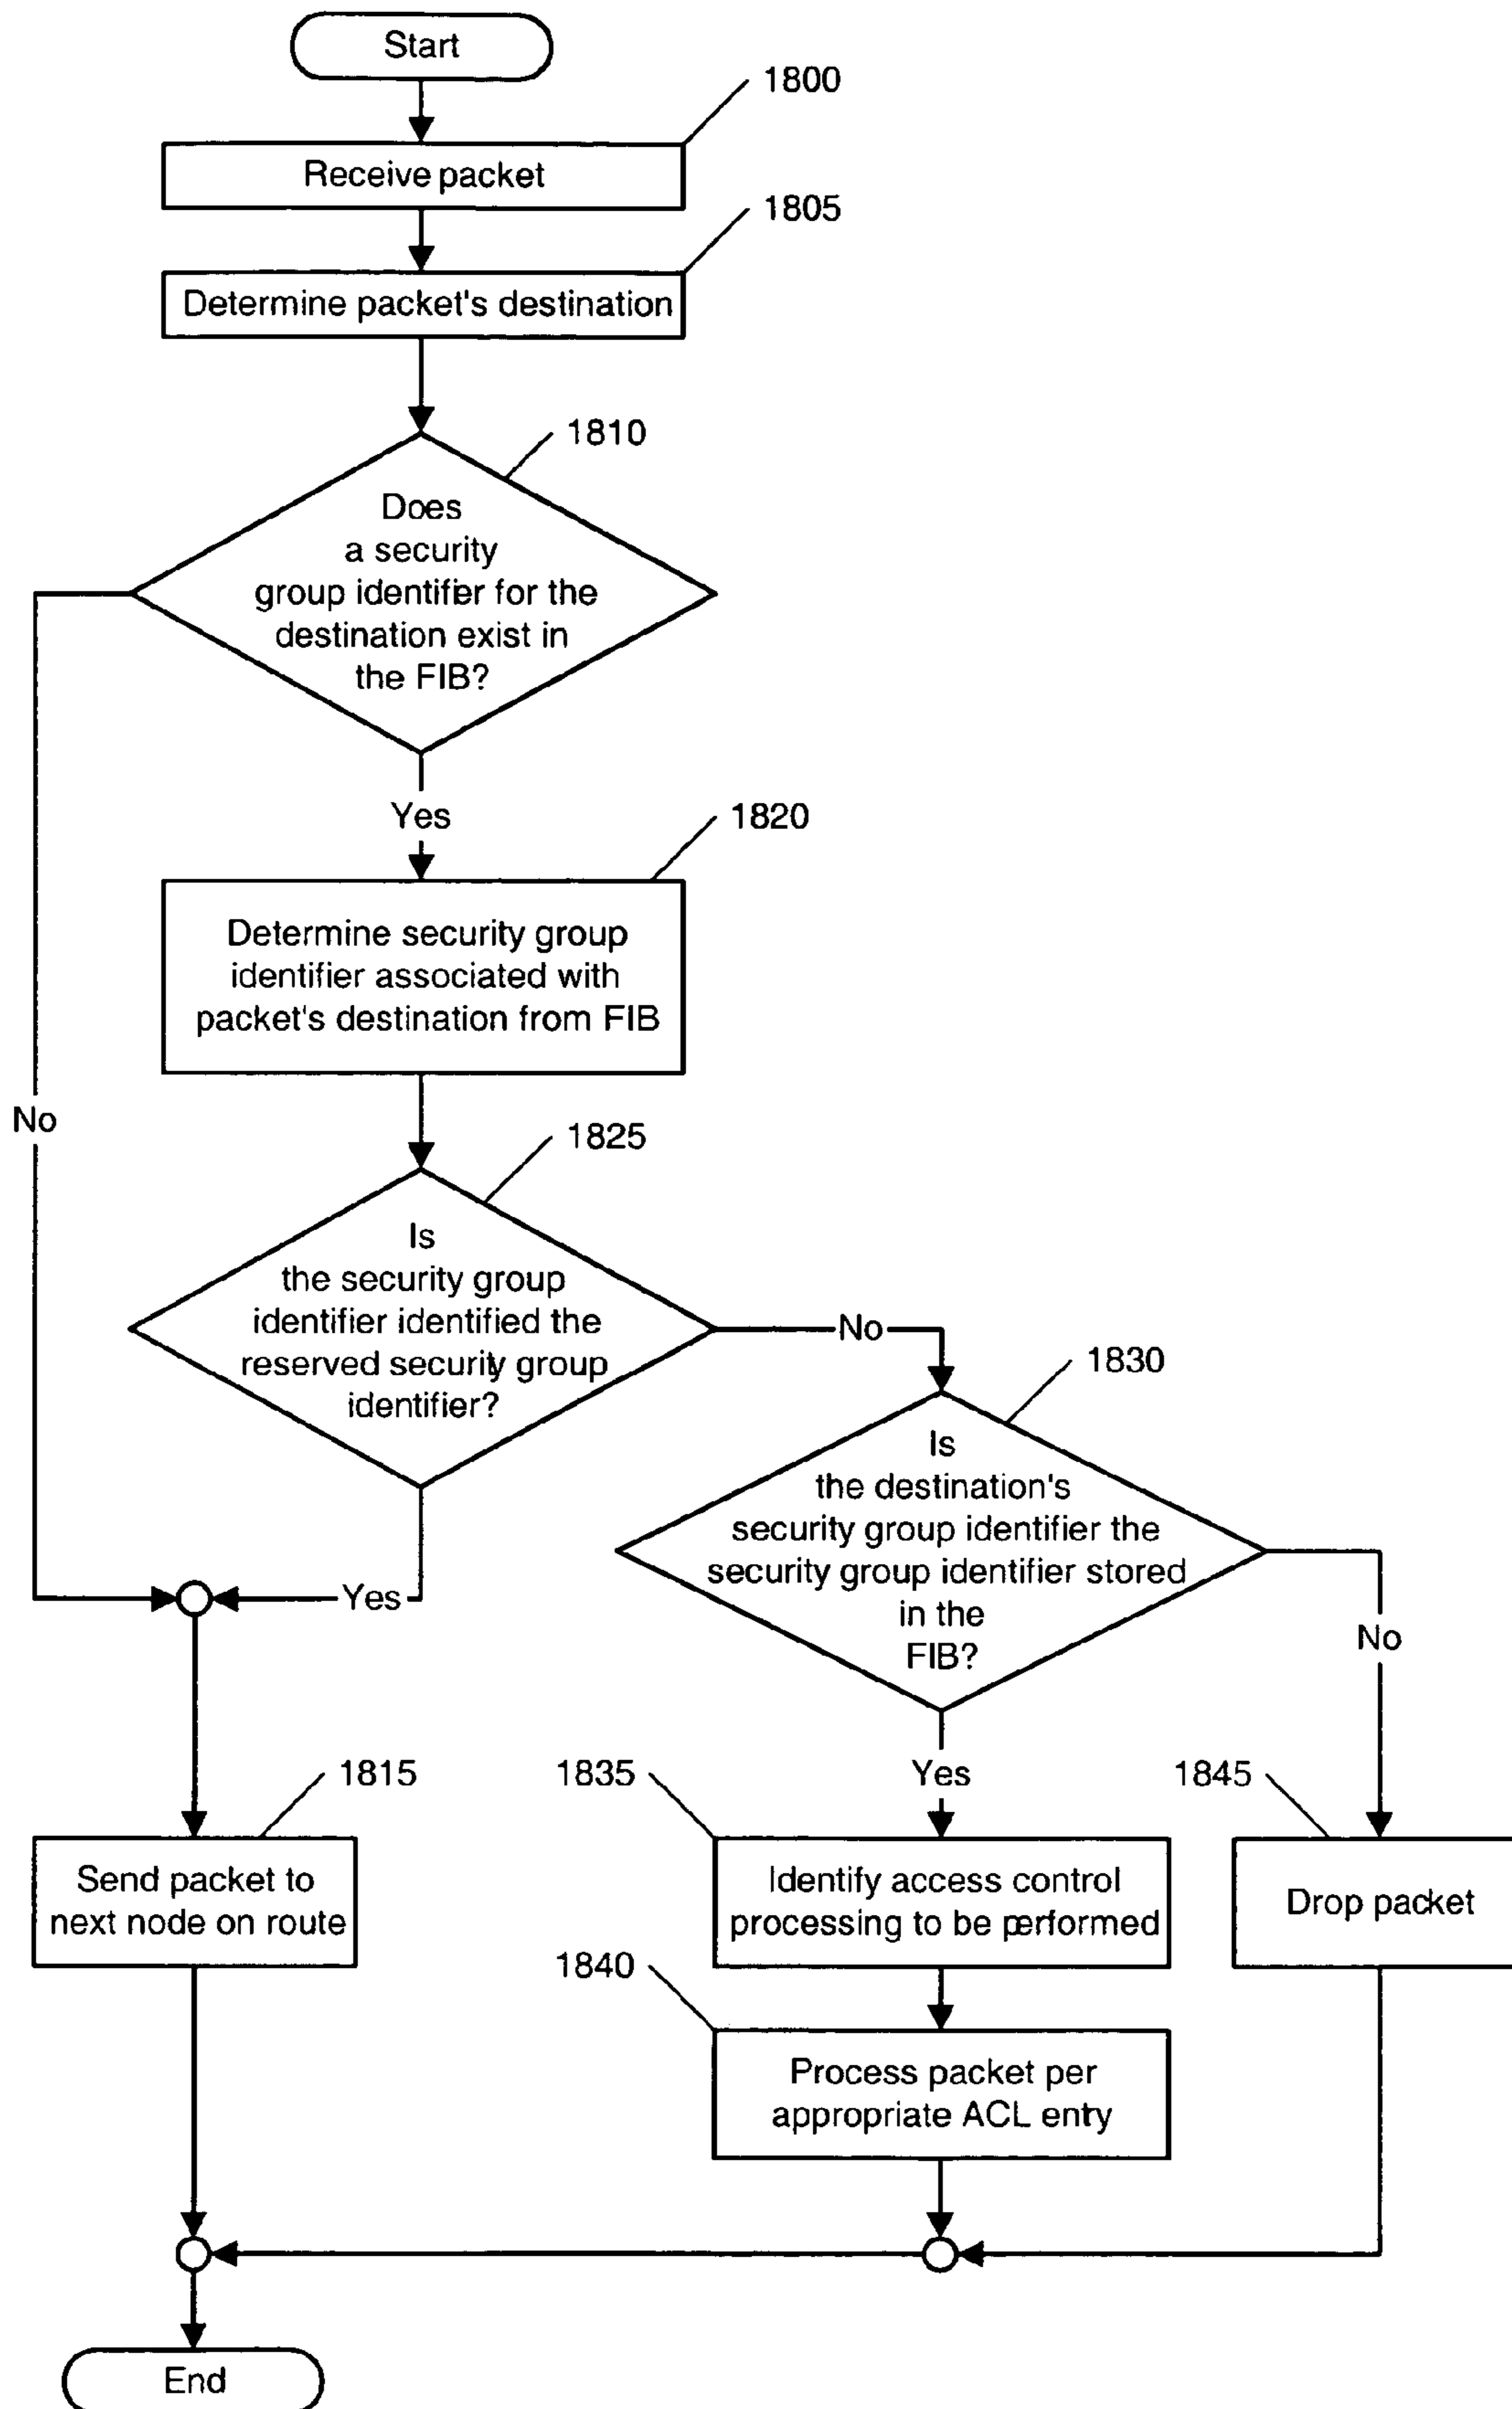 Start
1800
Receive packet
1805
Determine packet's destination
1810
Does
a security
group identifier for the
destination exist in
the FIB?
Yes
1820
Determine security group
identifier associated with
packet's destination from FIB
No
1825
Is
the security group
identifier identified the
reserved security group
identifier?
No
1830
Is
the destination's
security group identifier the
security group identifier stored
in the
FIB?
Yes
No
1815
1835
Yes
1845
Send packet to
next node on route
Identify access control
processing to be performed
Drop packet
1840
Process packet per
appropriate ACL entry
End